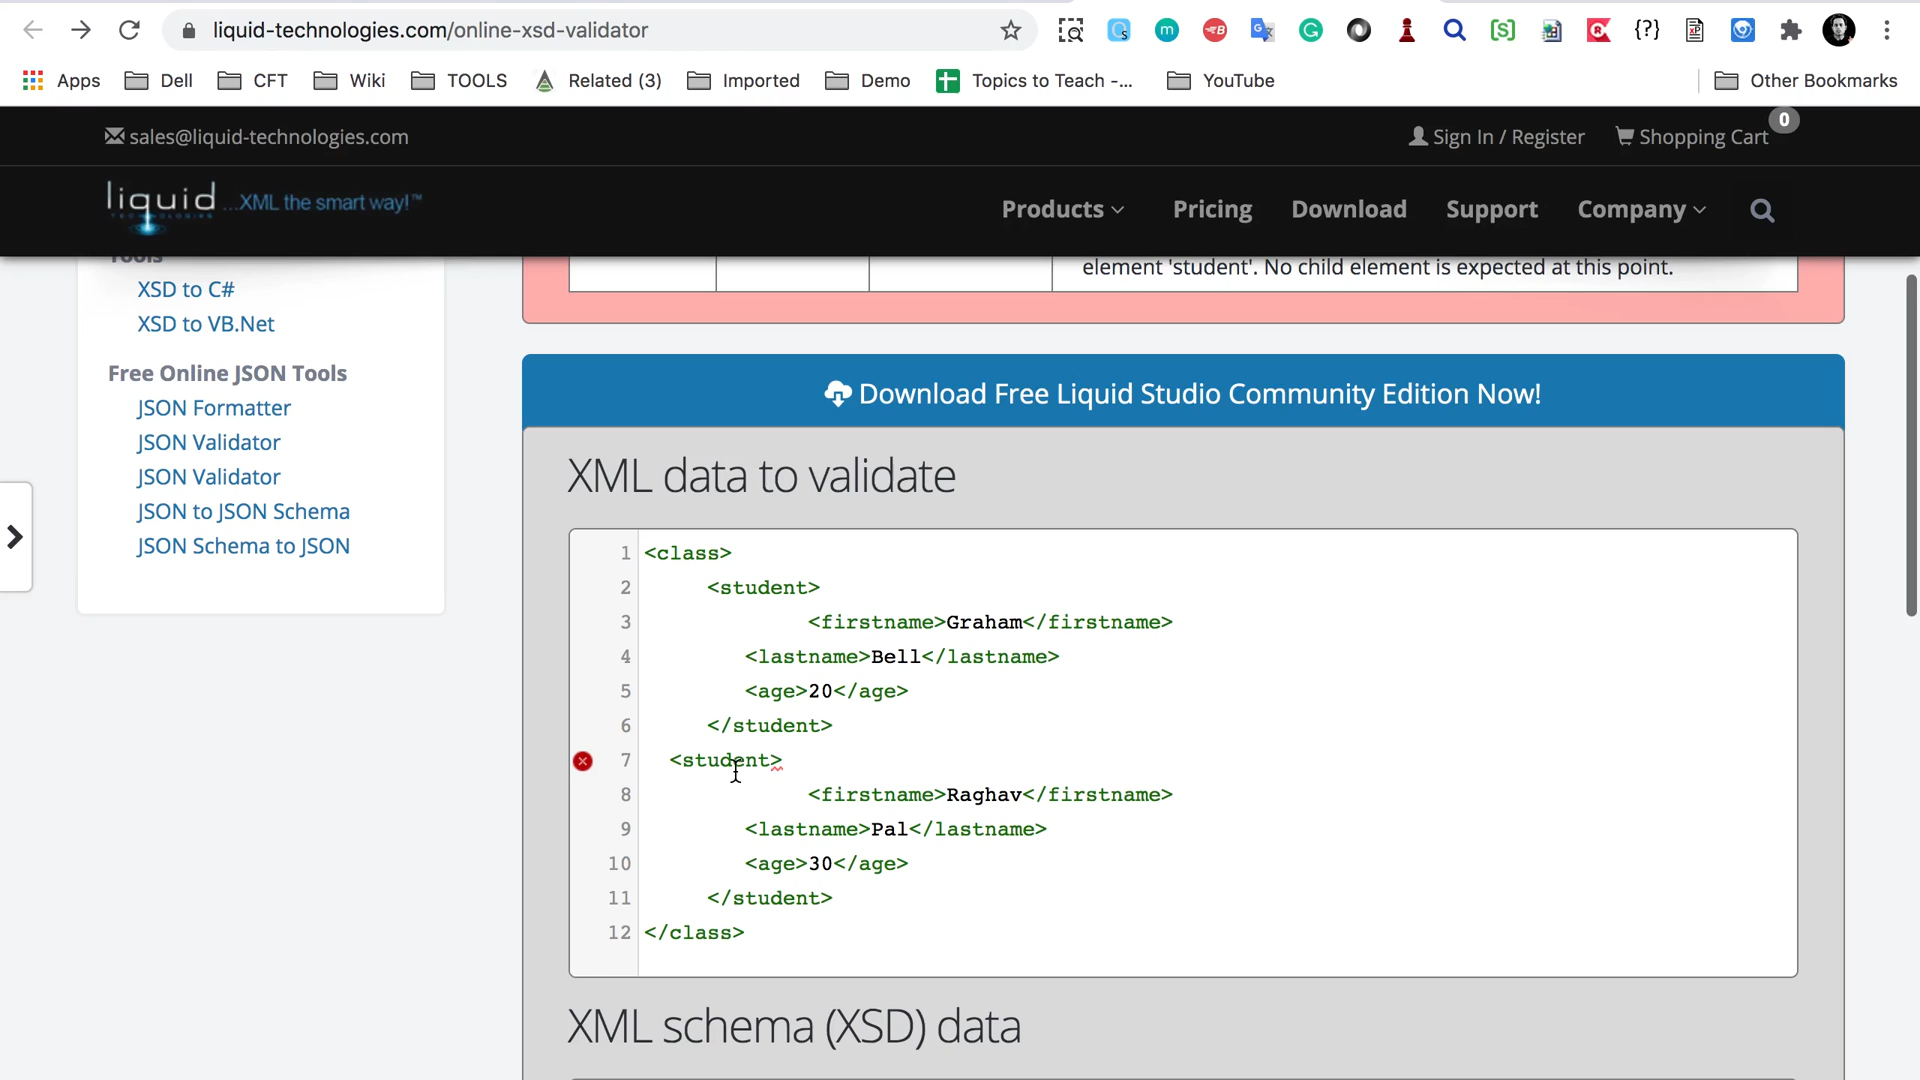 liquid-technologies.com/online-xsd-validator
Apps Dell CFT Wiki TOOLS Related (3) Imported Demo Topics to Teach -... YouTube Other Bookmarks
sales@liquid-technologies.com Sign In / Register Shopping Cart 0
liquid ...XML the smart way!™ Products Pricing Download Support Company
TECHNOLOGIES
Tools
XSD to C#
XSD to VB.Net
Free Online JSON Tools
JSON Formatter
JSON Validator
JSON Validator
JSON to JSON Schema
JSON Schema to JSON
element 'student'. No child element is expected at this point.
Download Free Liquid Studio Community Edition Now!
XML data to validate
1 <class>
2 <student>
3 <firstname>Graham</firstname>
4 <lastname>Bell</lastname>
5 <age>20</age>
6 </student>
7 <student>
8 <firstname>Raghav</firstname>
9 <lastname>Pal</lastname>
10 <age>30</age>
11 </student>
12 </class>
XML schema (XSD) data